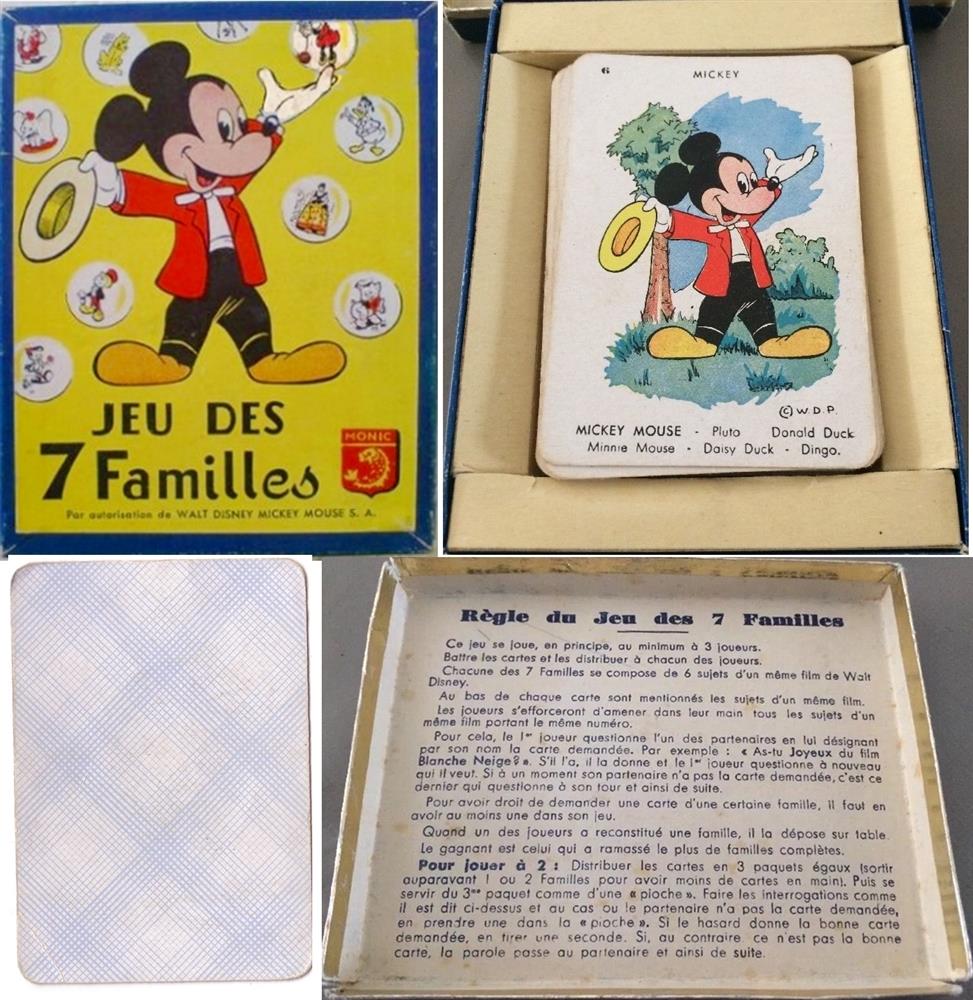 JEU DES
7 Familles
MONIC
Par autorisation de WALT DISNEY MICKEY MOUSE S. A.
6
MICKEY
(C) W. D. P.
MICKEY MOUSE - Pluto Donald Duck
Minnie Mouse - Daisy Duck - Dingo.
Règle du Jeu des 7 Familles
Ce jeu se joue, en principe, au minimum à 3 joueurs.
Battre les cartes et les distribuer à chacun des joueurs.
Chacune des 7 Familles se compose de 6 sujets d'un même film de Walt
Disney.
Au bas de chaque carte sont mentionnés les sujets d'un même film.
Les joueurs s'efforceront d'amener dans leur main tous les sujets d'un
même film portant le même numéro.
Pour cela, le 1er joueur questionne l'un des partenaires en lui désignant
par son nom la carte demandée. Par exemple : « As-tu Joyeux du film
Blanche Neige? ». S'il l'a, il la donne et le 1er joueur questionne à nouveau
qui il veut. Si à un moment son partenaire n'a pas la carte demandée, c'est ce
dernier qui questionne à son tour et ainsi de suite.
Pour avoir droit de demander une carte d'une certaine famille, il faut en
avoir au moins une dans son jeu.
Quand un des joueurs a reconstitué une famille, il la dépose sur table.
Le gagnant est celui qui a ramassé le plus de familles complètes.
Pour jouer à 2 : Distribuer les cartes en 3 paquets égaux (sortir
auparavant 1 ou 2 Familles pour avoir moins de cartes en main). Puis se
servir du 3me paquet comme d'une « pioche ». Faire les interrogations comme
il est dit ci-dessus et au cas ou le partenaire n'a pas la carte demandée,
en prendre une dans la « pioche ». Si le hasard donne la bonne carte
demandée, en tirer une seconde. Si, au contraire ce n'est pas la bonne
carte, la parole passe au partenaire et ainsi de suite.